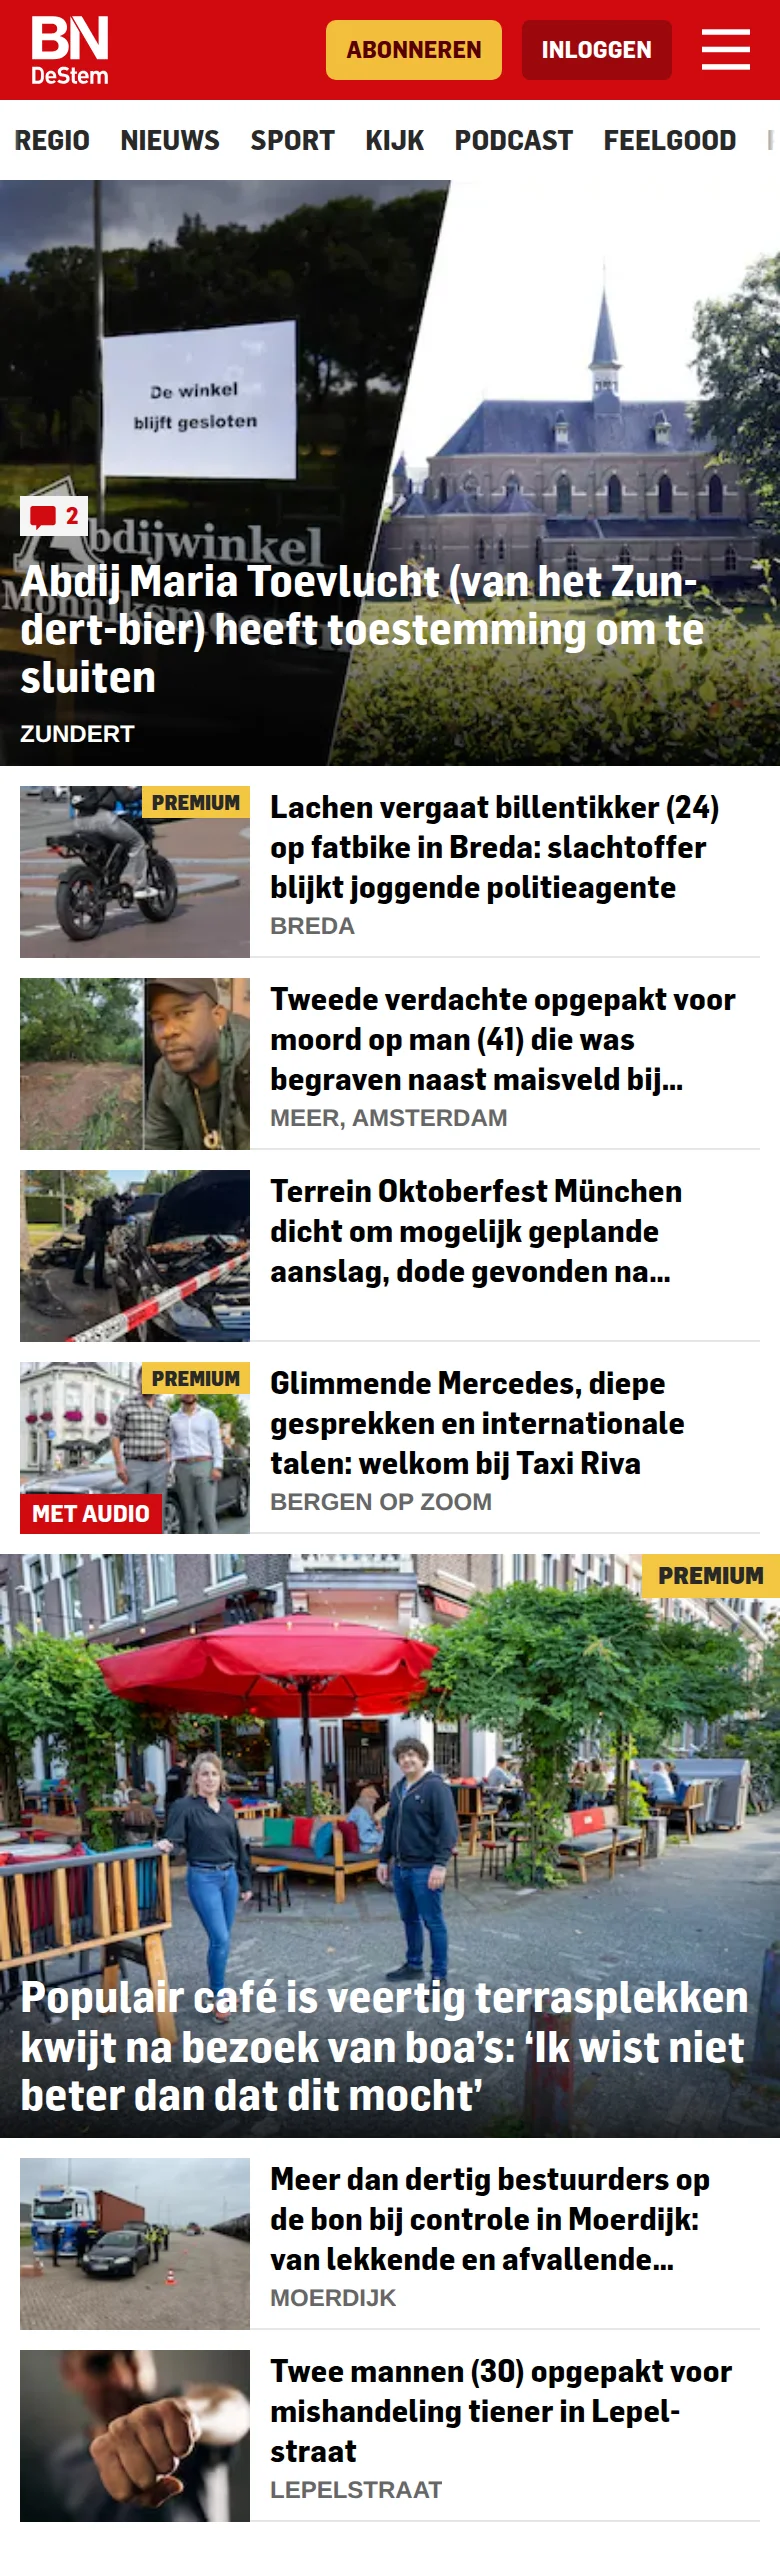 BN
DeStem
ABONNEREN
INLOGGEN
REGIO NIEUWS SPORT KIJK PODCAST FEELGOOD
De winkel
blijft gesloten
Abdijwinkel
2
Abdij Maria Toevlucht (van het Zun-
dert-bier) heeft toestemming om te
sluiten
ZUNDERT
PREMIUM
Lachen vergaat billentikker (24)
op fatbike in Breda: slachtoffer
blijkt joggende politieagente
BREDA
Tweede verdachte opgepakt voor
moord op man (41) die was
begraven naast maisveld bij...
MEER, AMSTERDAM
Terrein Oktoberfest München
dicht om mogelijk geplande
aanslag, dode gevonden na...
PREMIUM
MET AUDIO
Glimmende Mercedes, diepe
gesprekken en internationale
talen: welkom bij Taxi Riva
BERGEN OP ZOOM
PREMIUM
Populair café is veertig terrasplekken
kwijt na bezoek van boa’s: ‘Ik wist niet
beter dan dat dit mocht’
Meer dan dertig bestuurders op
de bon bij controle in Moerdijk:
van lekkende en afvallende...
MOERDIJK
Twee mannen (30) opgepakt voor
mishandeling tiener in Lepel-
straat
LEPELSTRAAT